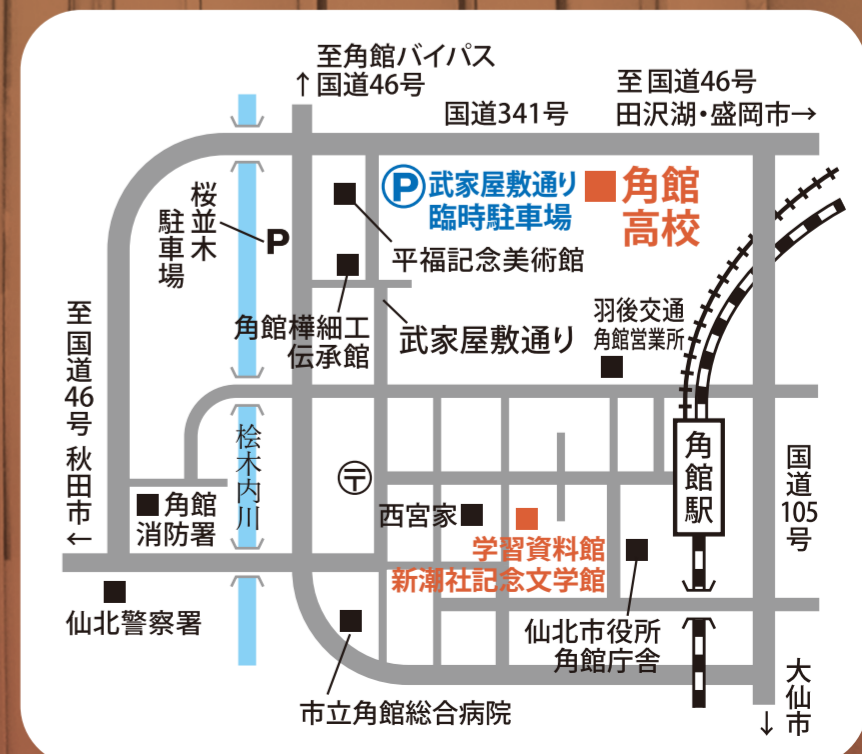 至角館バイパス
↑国道46号
至国道46号
田沢湖・盛岡市→
国道341号
桜並木
駐車場
P
P 武家屋敷通り
臨時駐車場
角館
高校
平福記念美術館
角館樺細工
伝承館
武家屋敷通り
羽後交通
角館営業所
至国道46号 秋田市←
桧木内川
〒
角館駅
国道105号
角館
消防署
西宮家
学習資料館
新潮社記念文学館
仙北警察署
仙北市役所
角館庁舎
市立角館総合病院
大仙市
↓